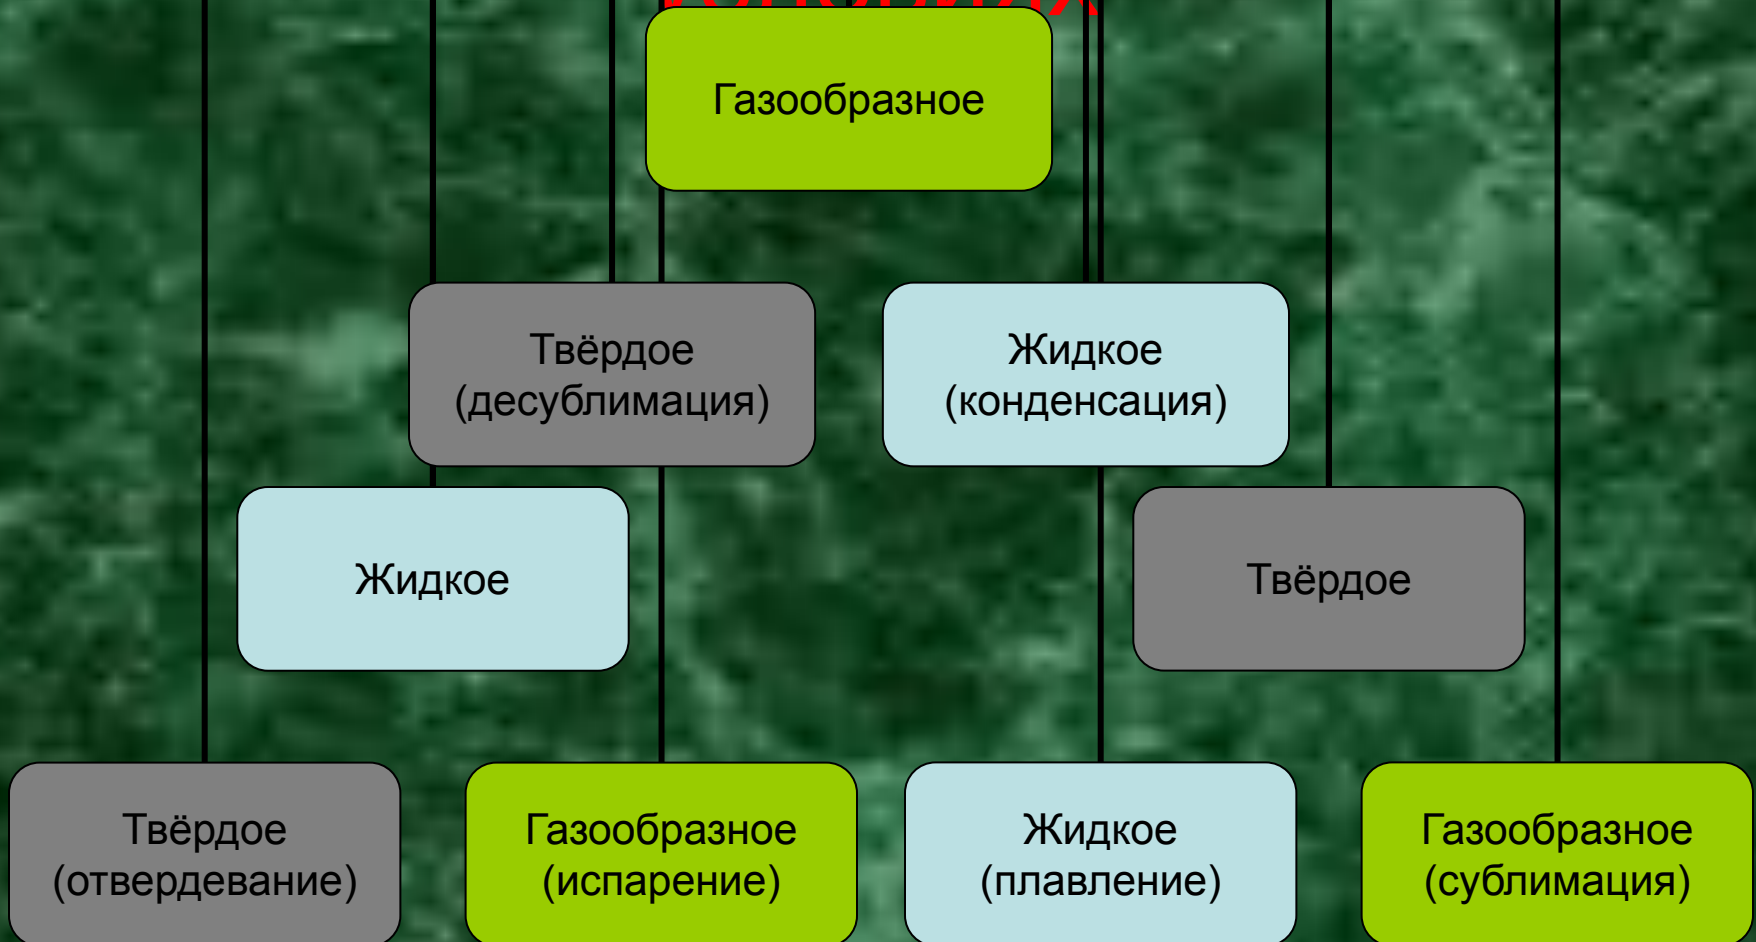 Газообразное
Твёрдое
(десублимация)
Жидкое
(конденсация)
Жидкое
Твёрдое
Твёрдое
(отвердевание)
Газообразное
(испарение)
Жидкое
(плавление)
Газообразное
(сублимация)